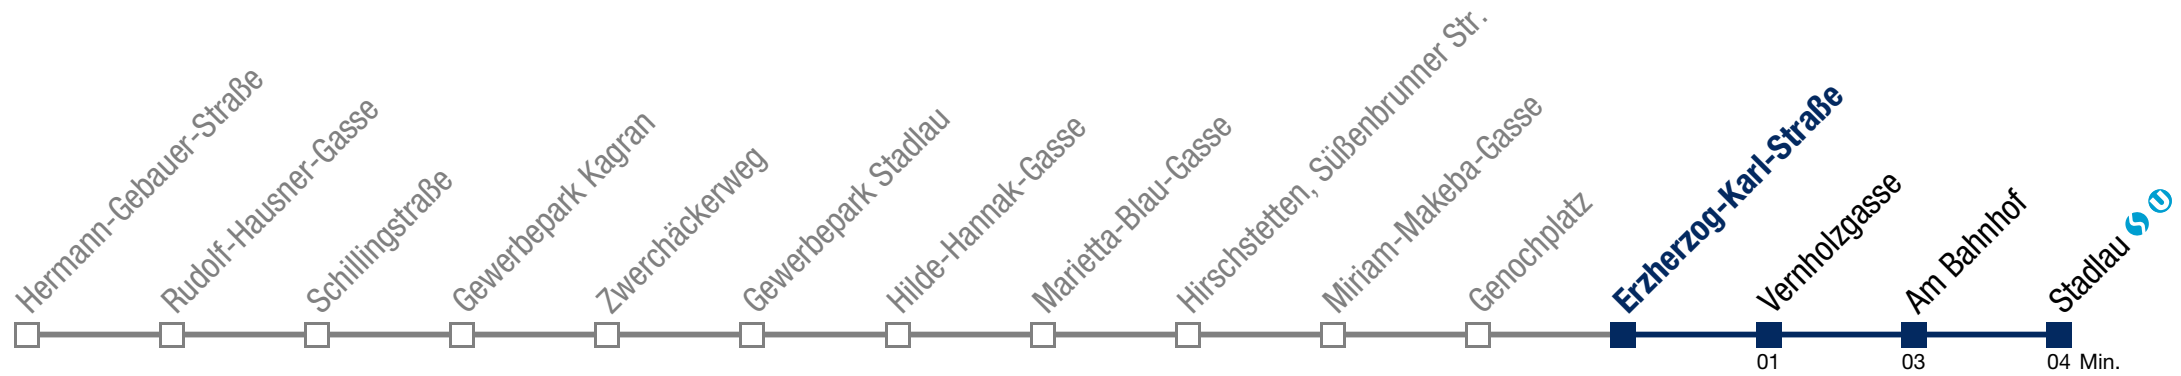 Hermann-Gebauer-Straße
Rudolf-Hausner-Gasse
Schillingstraße
Gewerbepark Kagran
Zwerchäckerweg
Gewerbepark Stadlau
Hilde-Hannak-Gasse
Marietta-Blau-Gasse
Hirschstetten, Süßenbrunner Str.
Miriam-Makeba-Gasse
Genochplatz
Erzherzog-Karl-Straße
Vernholzgasse
Am Bahnhof
Stadlau S U
01 03 04 Min.